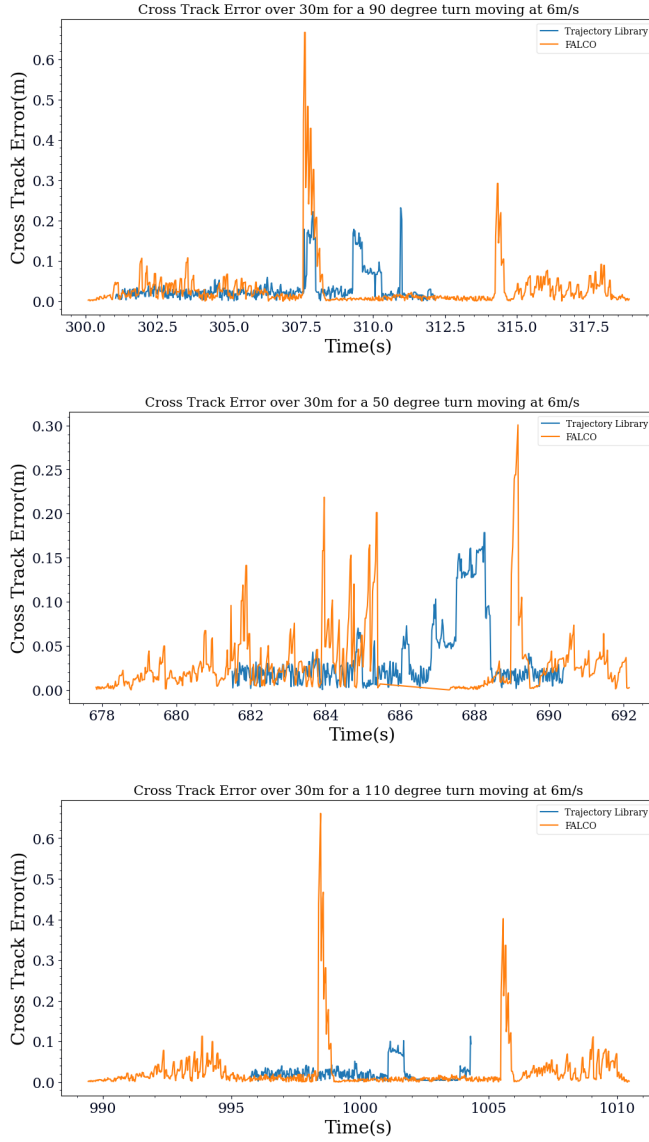 Cross Track Error over 30m for a 90 degree turn moving at 6m/s
Trajectory Library
FALCO
Cross Track Error(m)
0.6
0.5
0.4
0.3
0.2
0.1
0.0
300.0 302.5 305.0 307.5 310.0 312.5 315.0 317.5
Time(s)
Cross Track Error over 30m for a 50 degree turn moving at 6m/s
Trajectory Library
FALCO
Cross Track Error(m)
0.30
0.25
0.20
0.15
0.10
0.05
0.00
678 680 682 684 686 688 690 692
Time(s)
Cross Track Error over 30m for a 110 degree turn moving at 6m/s
Trajectory Library
FALCO
Cross Track Error(m)
0.6
0.5
0.4
0.3
0.2
0.1
0.0
990 995 1000 1005 1010
Time(s)